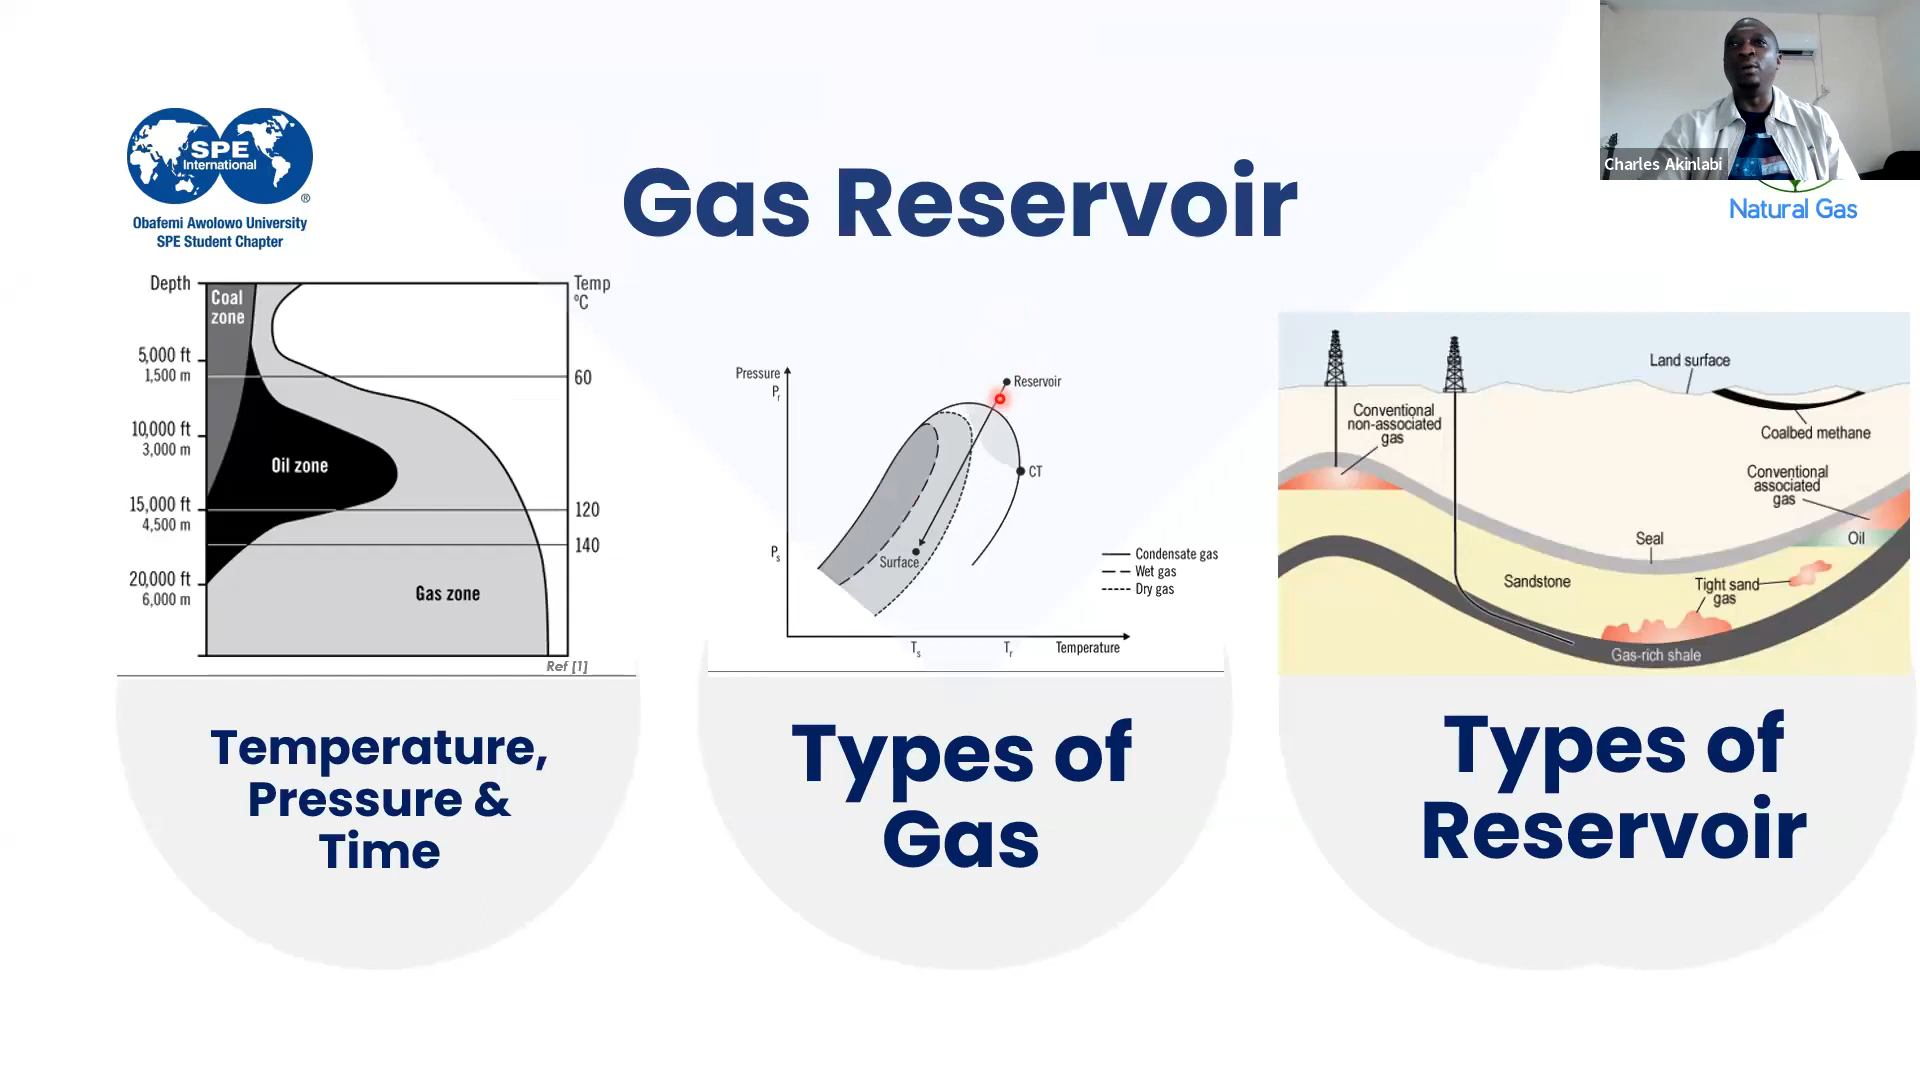 SPE
International
®
Obafemi Awolowo University
SPE Student Chapter
Gas Reservoir
Charles Akinlabi
Natural Gas
Depth
Temp
°C
Coal
zone
5,000 ft
1,500 m
60
10,000 ft
3,000 m
Oil zone
15,000 ft
4,500 m
120
140
20,000 ft
6,000 m
Gas zone
Ref [1]
Temperature,
Pressure &
Time
Pressure
Pr
Reservoir
CT
Ps
Surface
Condensate gas
Wet gas
Dry gas
Ts
Tr
Temperature
Types of
Gas
Land surface
Conventional
non-associated
gas
Coalbed methane
Conventional
associated
gas
Seal
Oil
Sandstone
Tight sand
gas
Gas-rich shale
Types of
Reservoir